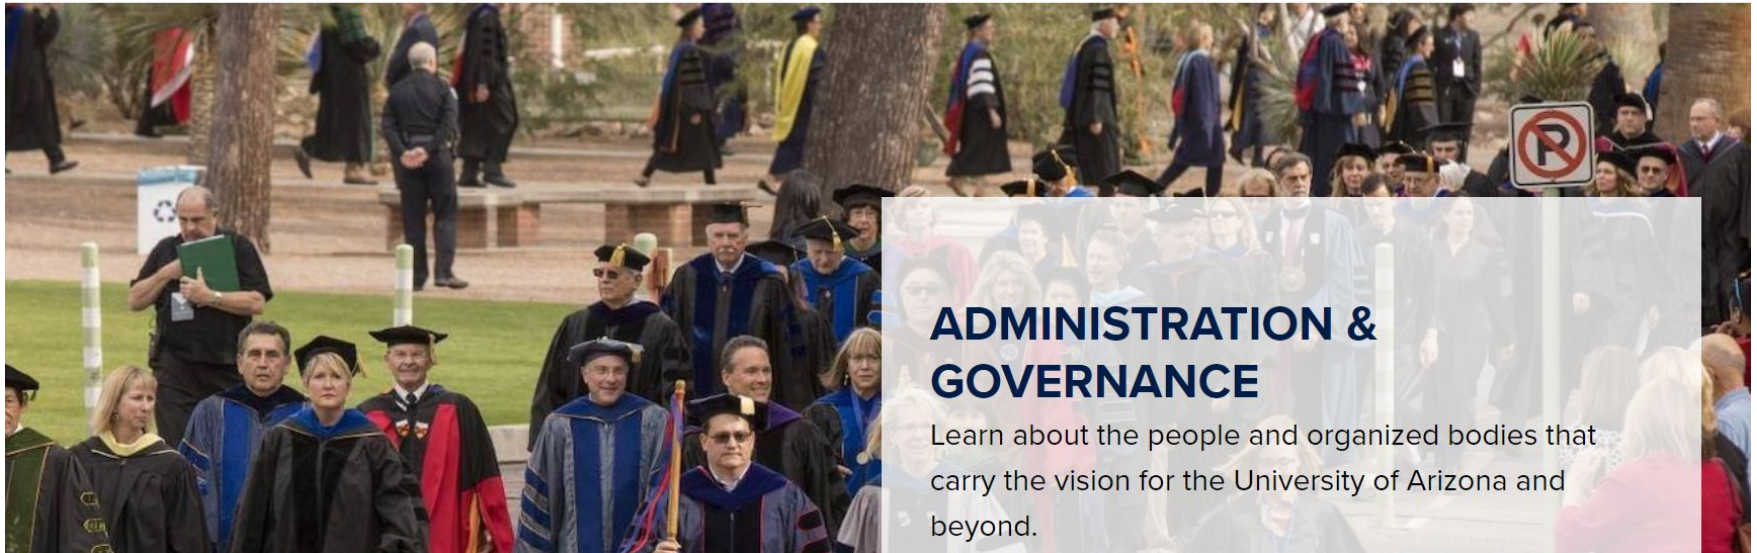 P
ADMINISTRATION &
GOVERNANCE
Learn about the people and organized bodies that
carry the vision for the University of Arizona and
beyond.